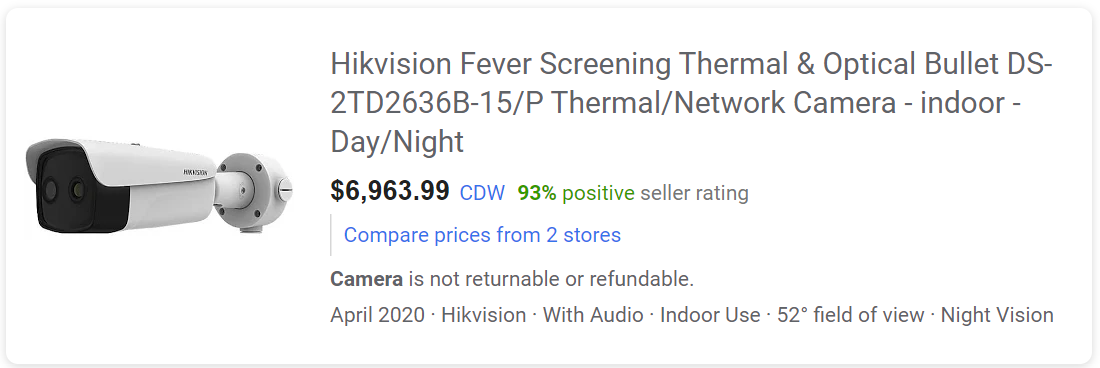 Hikvision Fever Screening Thermal & Optical Bullet DS-
2TD2636B-15/P Thermal/Network Camera - indoor -
Day/Night
HIKVISION
$6,963.99 CDW 93% positive seller rating
Compare prices from 2 stores
Camera is not returnable or refundable.
April 2020 · Hikvision · With Audio · Indoor Use · 52° field of view · Night Vision